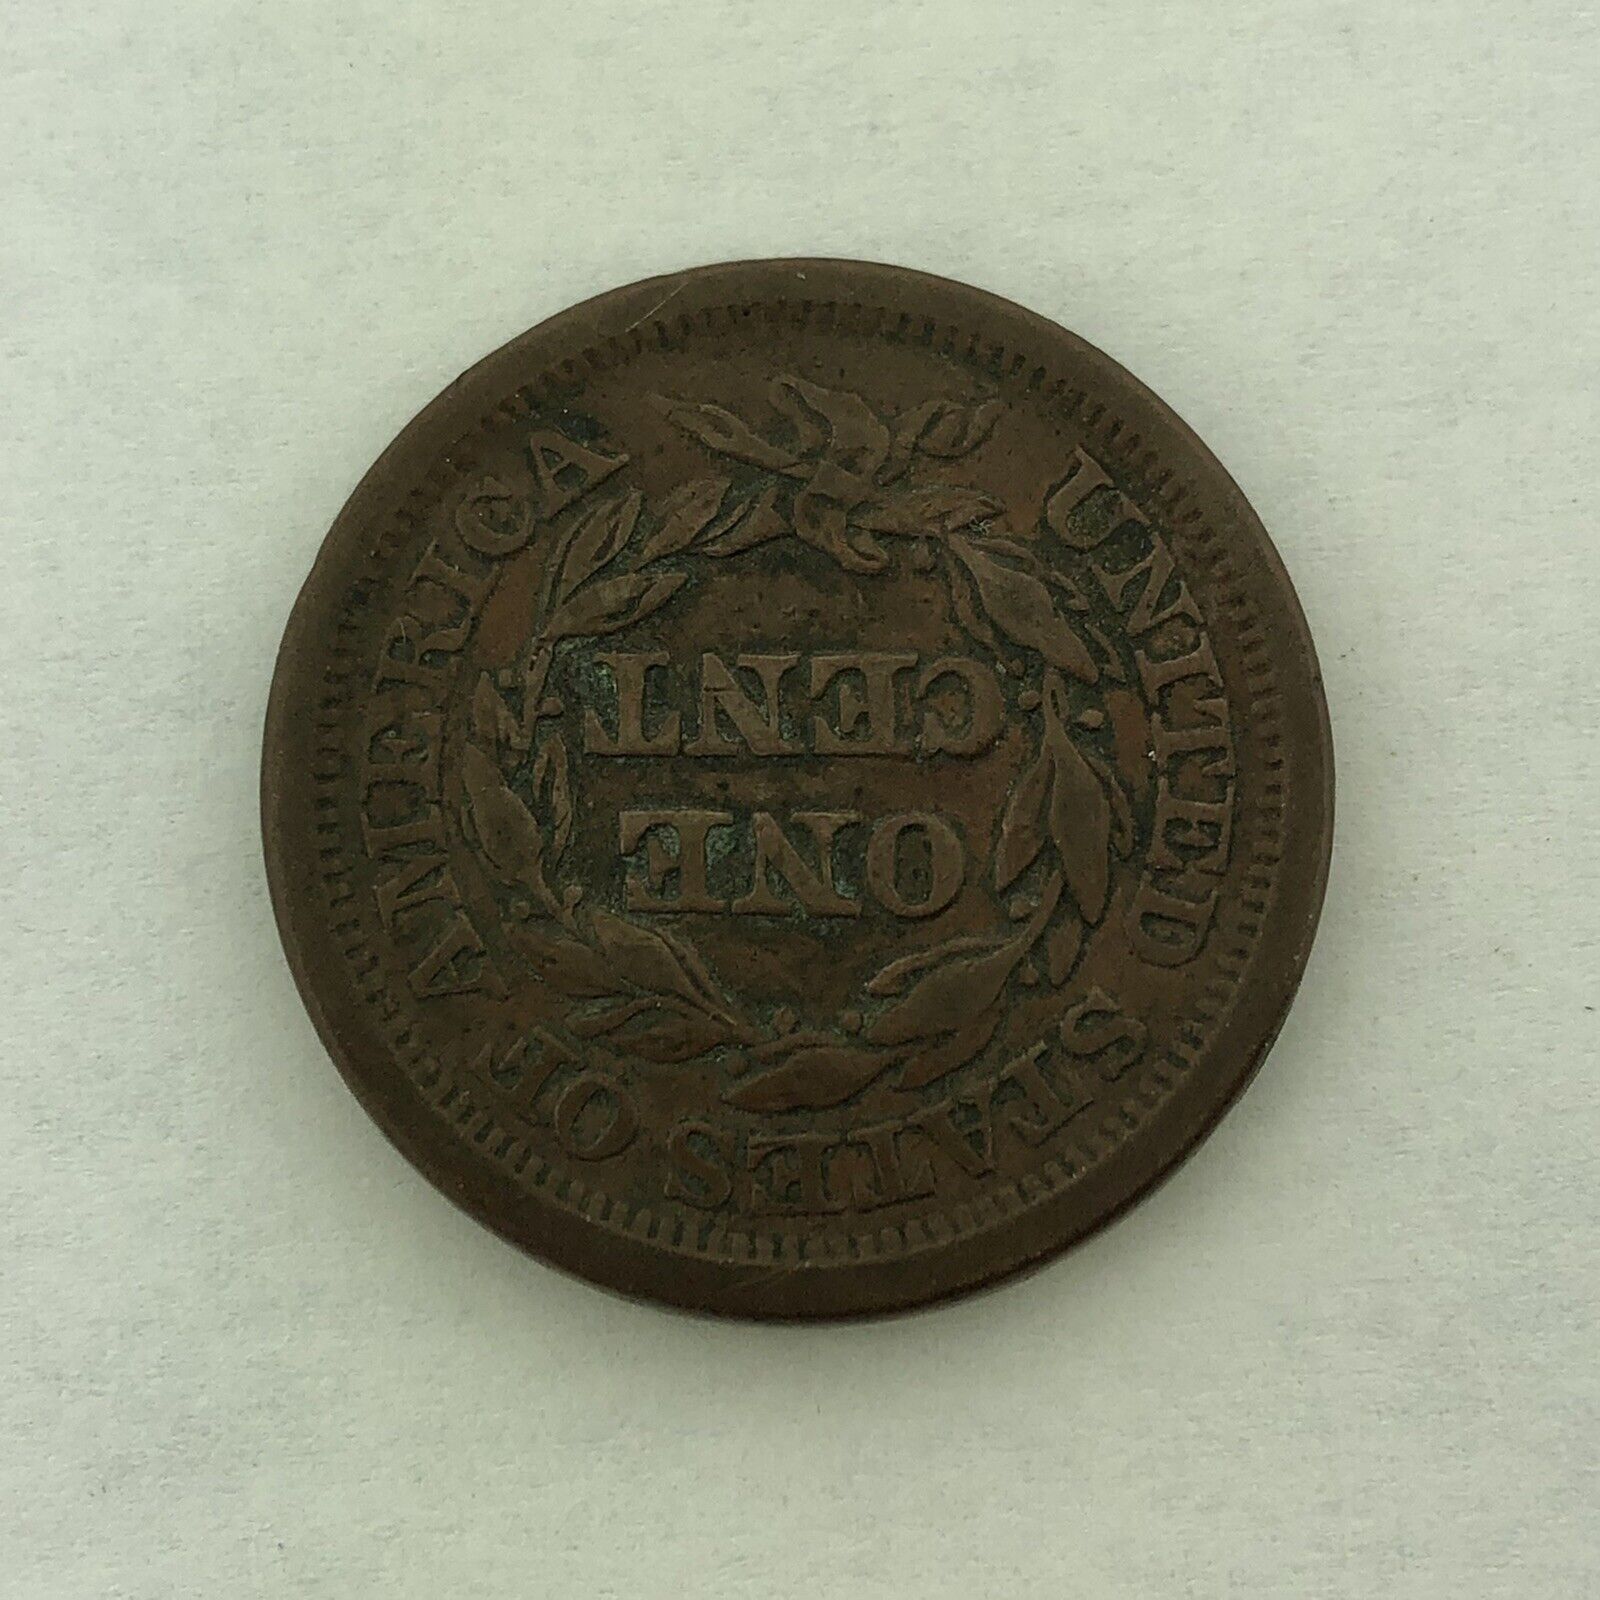 UNITED STATES OF AMERICA
ONE
CENT